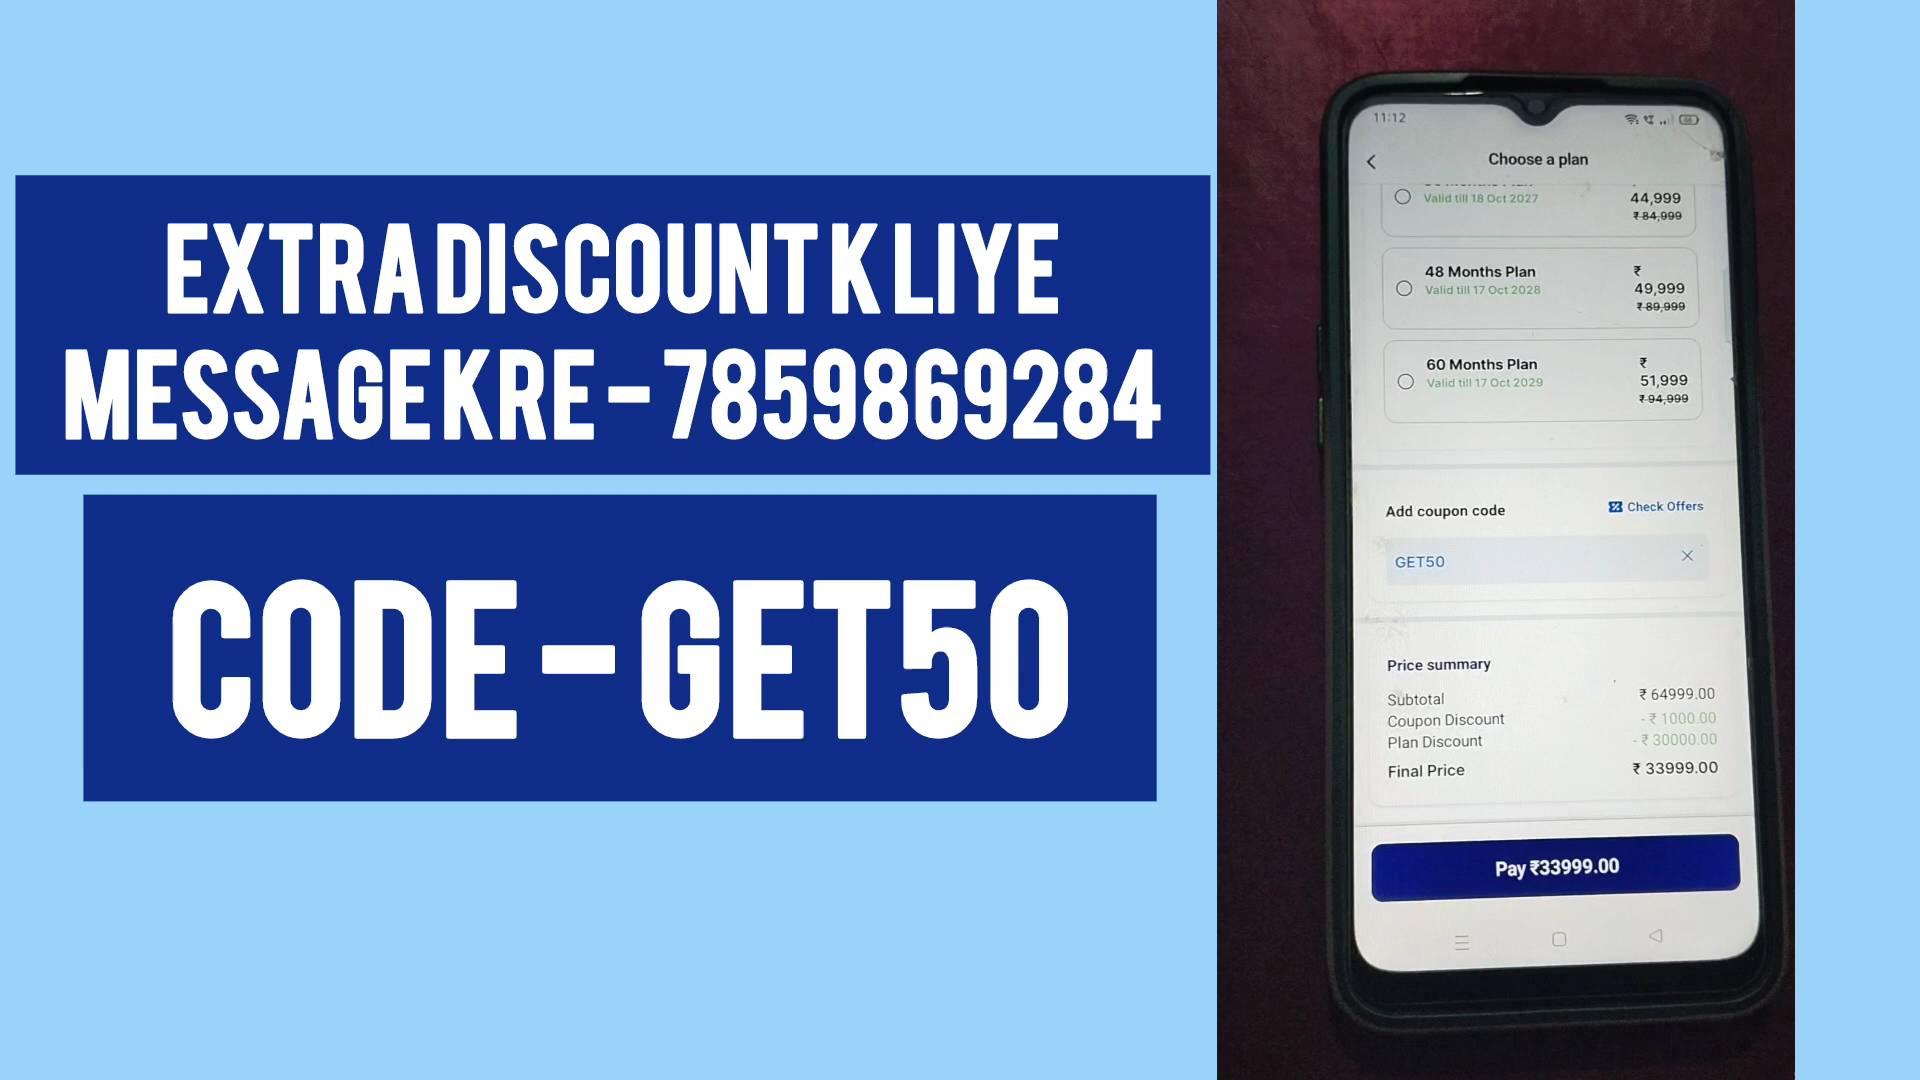 EXTRA DISCOUNT K LIYE
MESSAGE KRE - 7859869284
CODE - GET50
11:12
Choose a plan
Valid till 18 Oct 2027
44,999
₹ 84,999
48 Months Plan
₹
Valid till 17 Oct 2028
49,999
₹ 89,999
60 Months Plan
₹
Valid till 17 Oct 2029
51,999
₹ 94,999
Add coupon code
Check Offers
GET50
Price summary
Subtotal ₹ 64999.00
Coupon Discount - ₹ 1000.00
Plan Discount - ₹ 30000.00
Final Price ₹ 33999.00
Pay ₹33999.00